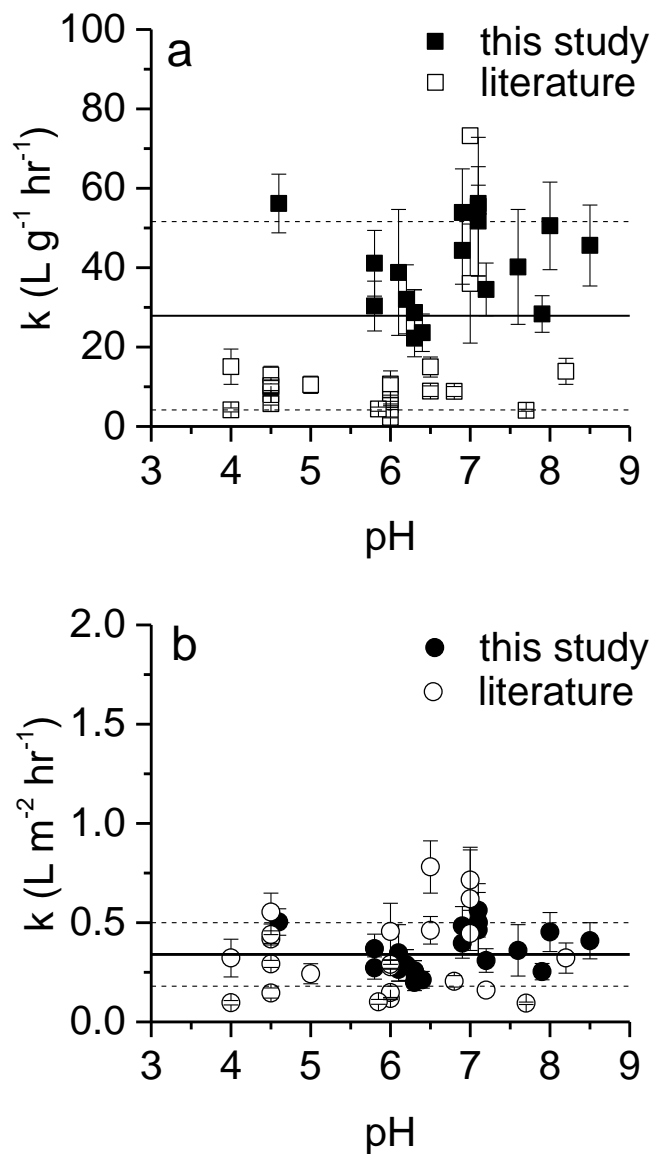 100
80
60
40
20
0
k (L g⁻¹ hr⁻¹)
a
this study
literature
3 4 5 6 7 8 9
pH
2.0
1.5
1.0
0.5
0.0
k (L m⁻² hr⁻¹)
b
this study
literature
3 4 5 6 7 8 9
pH